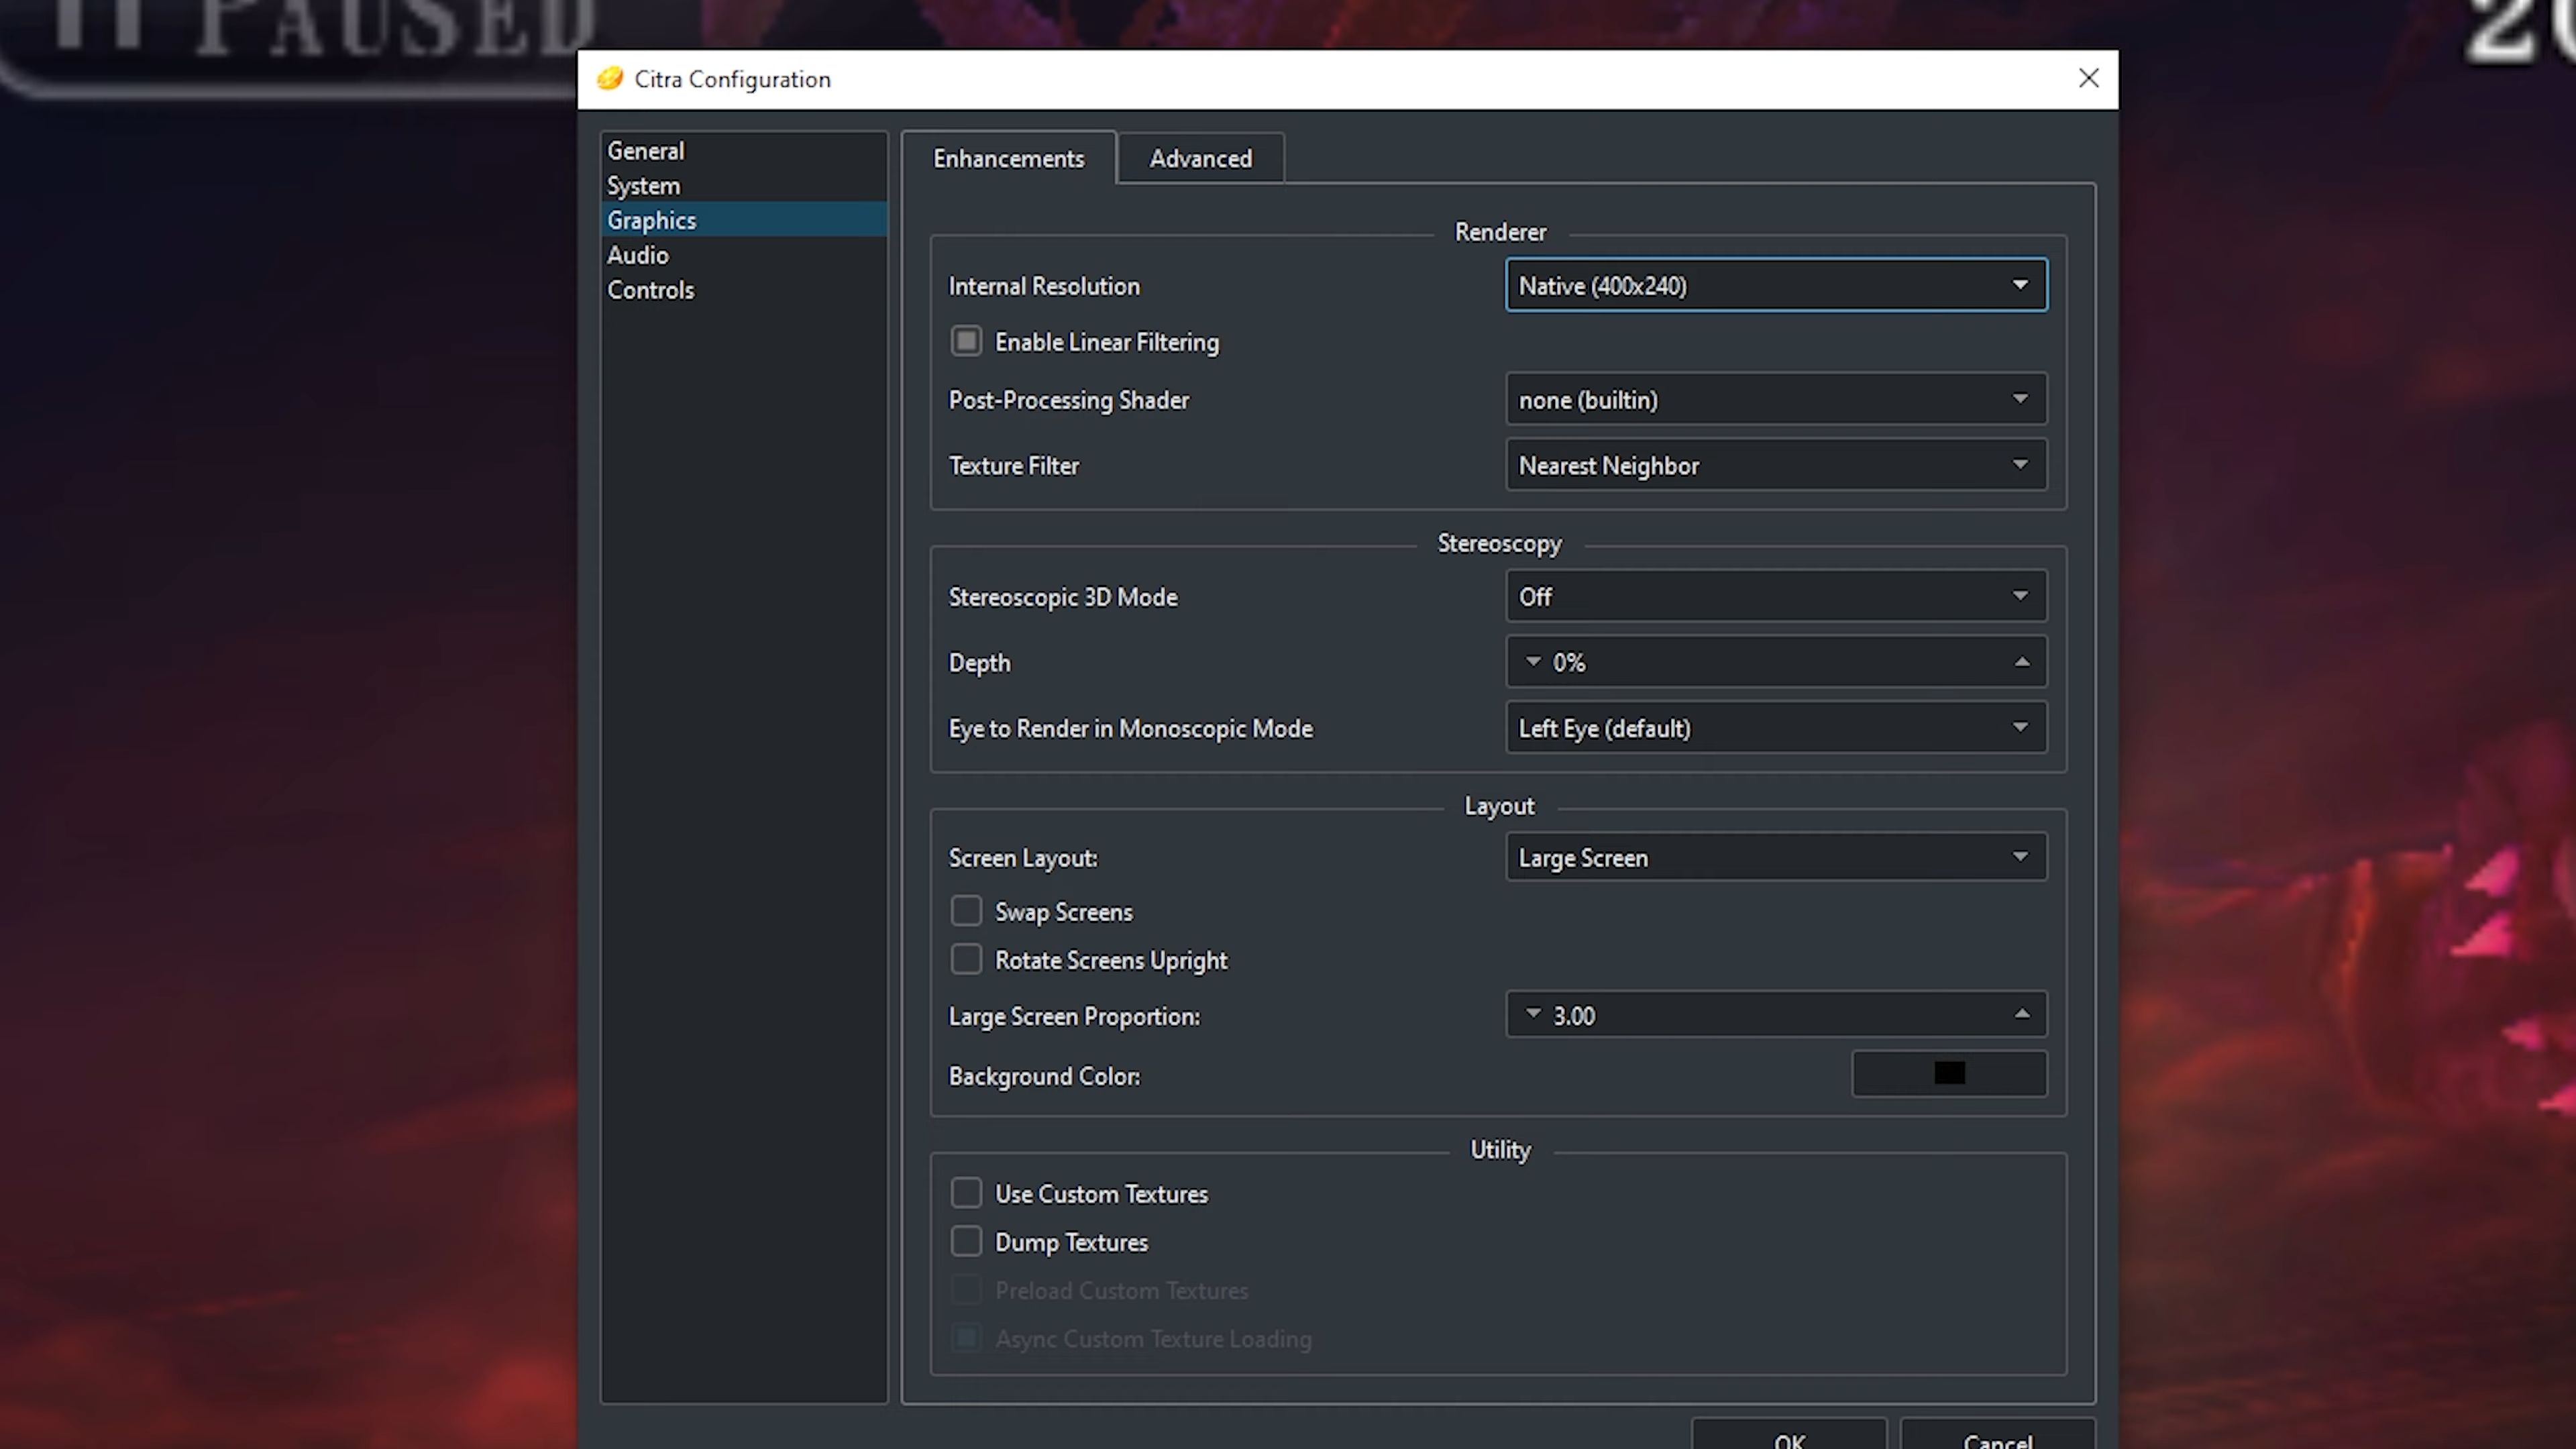 PAUSED
Citra Configuration
General
System
Graphics
Audio
Controls
Enhancements
Advanced
Renderer
Internal Resolution
Native (400x240)
Enable Linear Filtering
Post-Processing Shader
none (builtin)
Texture Filter
Nearest Neighbor
Stereoscopy
Stereoscopic 3D Mode
Off
Depth
0%
Eye to Render in Monoscopic Mode
Left Eye (default)
Layout
Screen Layout:
Large Screen
Swap Screens
Rotate Screens Upright
Large Screen Proportion:
3.00
Background Color:
Utility
Use Custom Textures
Dump Textures
Preload Custom Textures
Async Custom Texture Loading
OK
Cancel